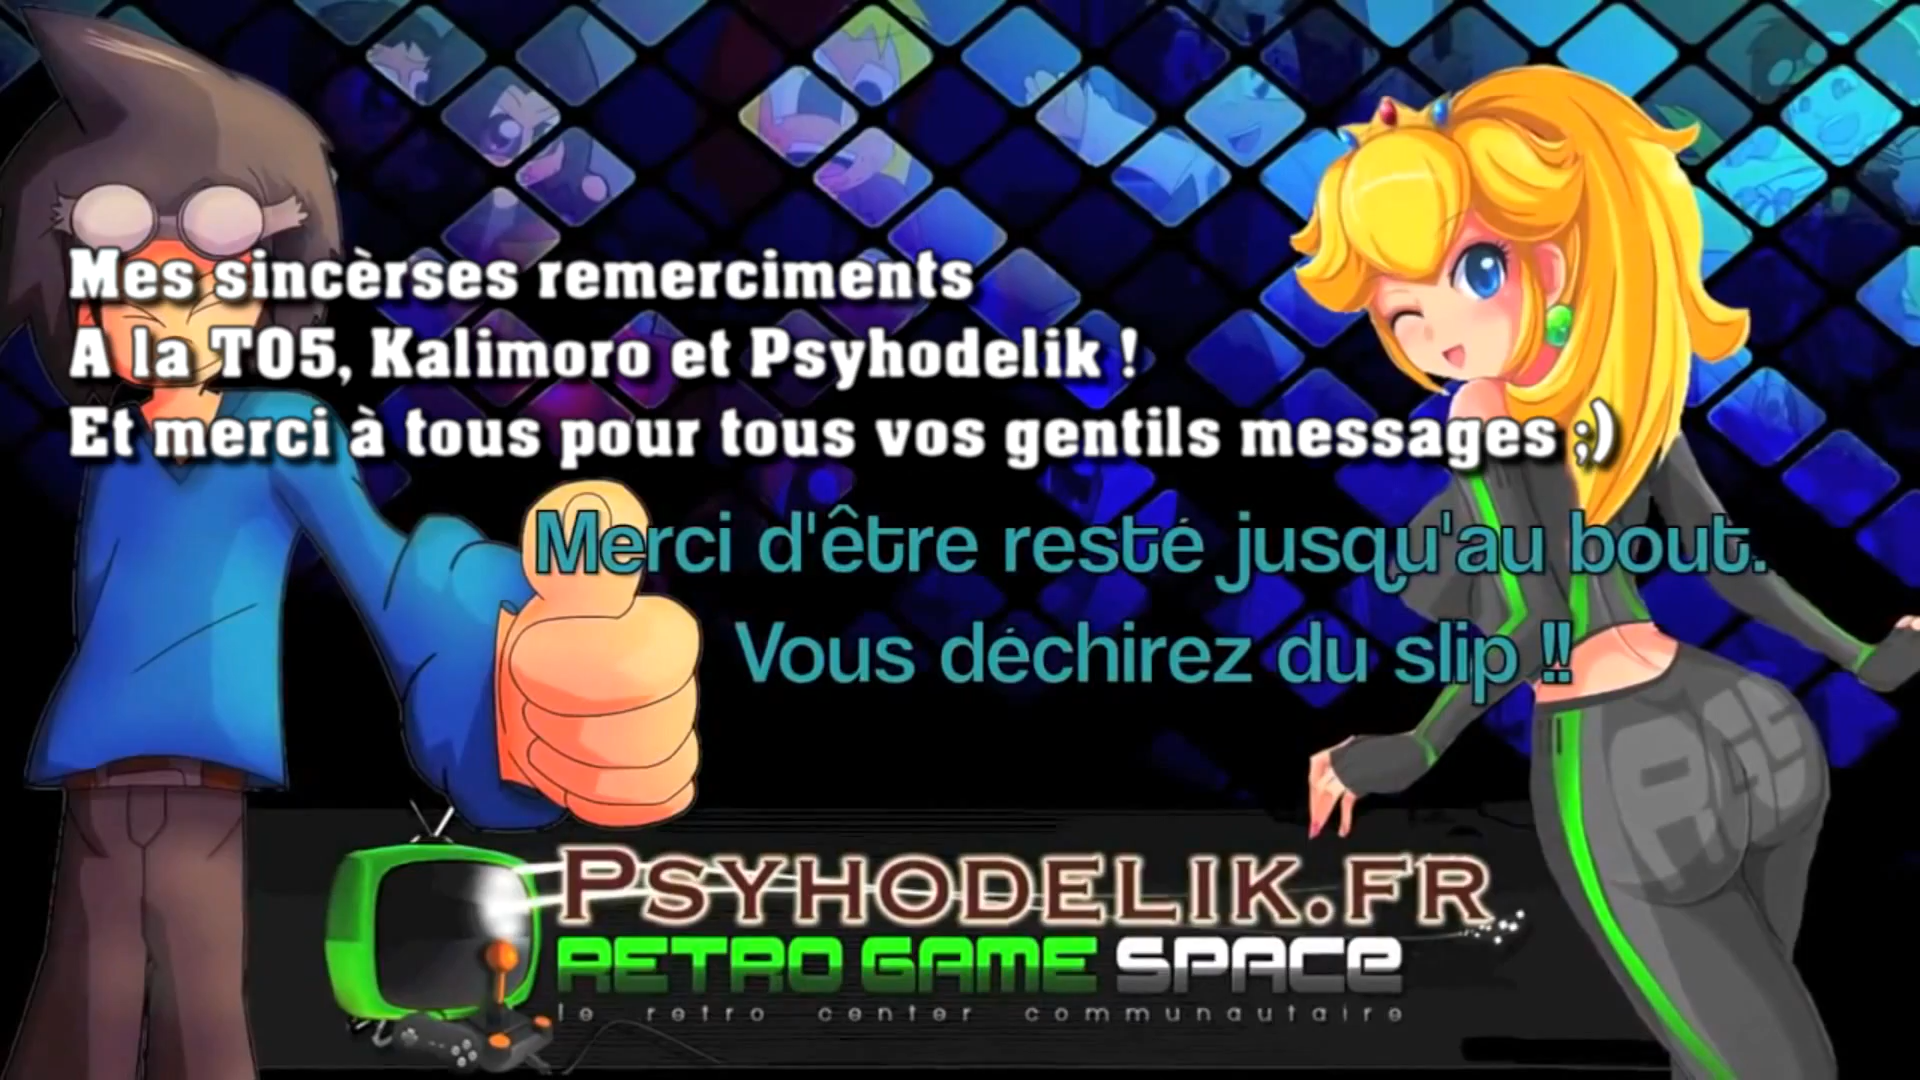 Mes sincèrses remerciments
A la TO5, Kalimoro et Psyhodelik !
Et merci à tous pour tous vos gentils messages ;)
Merci d'être resté jusqu'au bout.
Vous déchirez du slip !!
RGS
PSYHODELIK.FR
RETRO GAME SPACE
le retro center communautaire